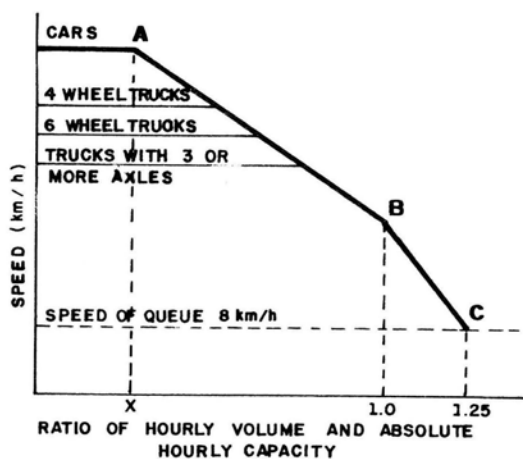 CARS
A
4 WHEEL TRUCKS
6 WHEEL TRUOKS
TRUCKS WITH 3 OR
MORE AXLES
B
SPEED (km/h)
SPEED OF QUEUE 8 km/h
C
X
1.0
1.25
RATIO OF HOURLY VOLUME AND ABSOLUTE
HOURLY CAPACITY